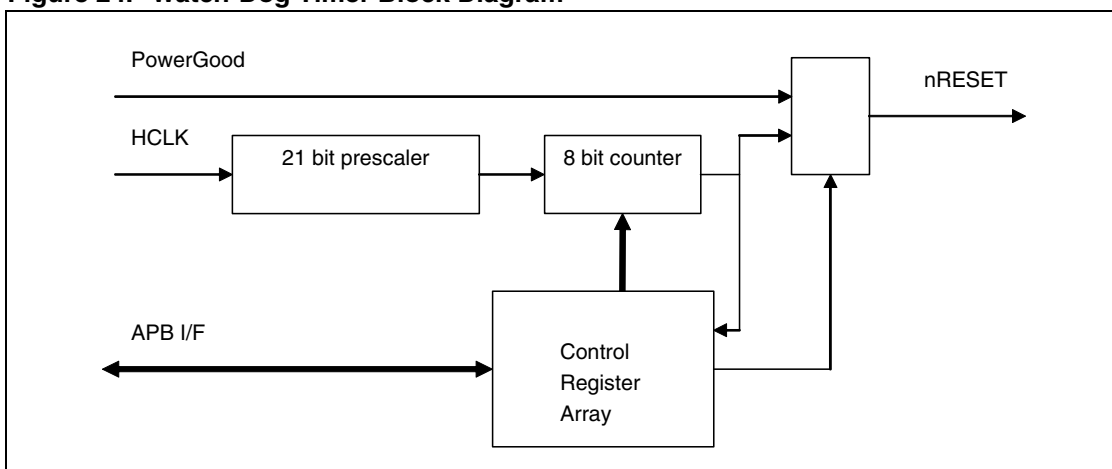 PowerGood
nRESET
HCLK
21 bit prescaler
8 bit counter
APB I/F
Control
Register
Array